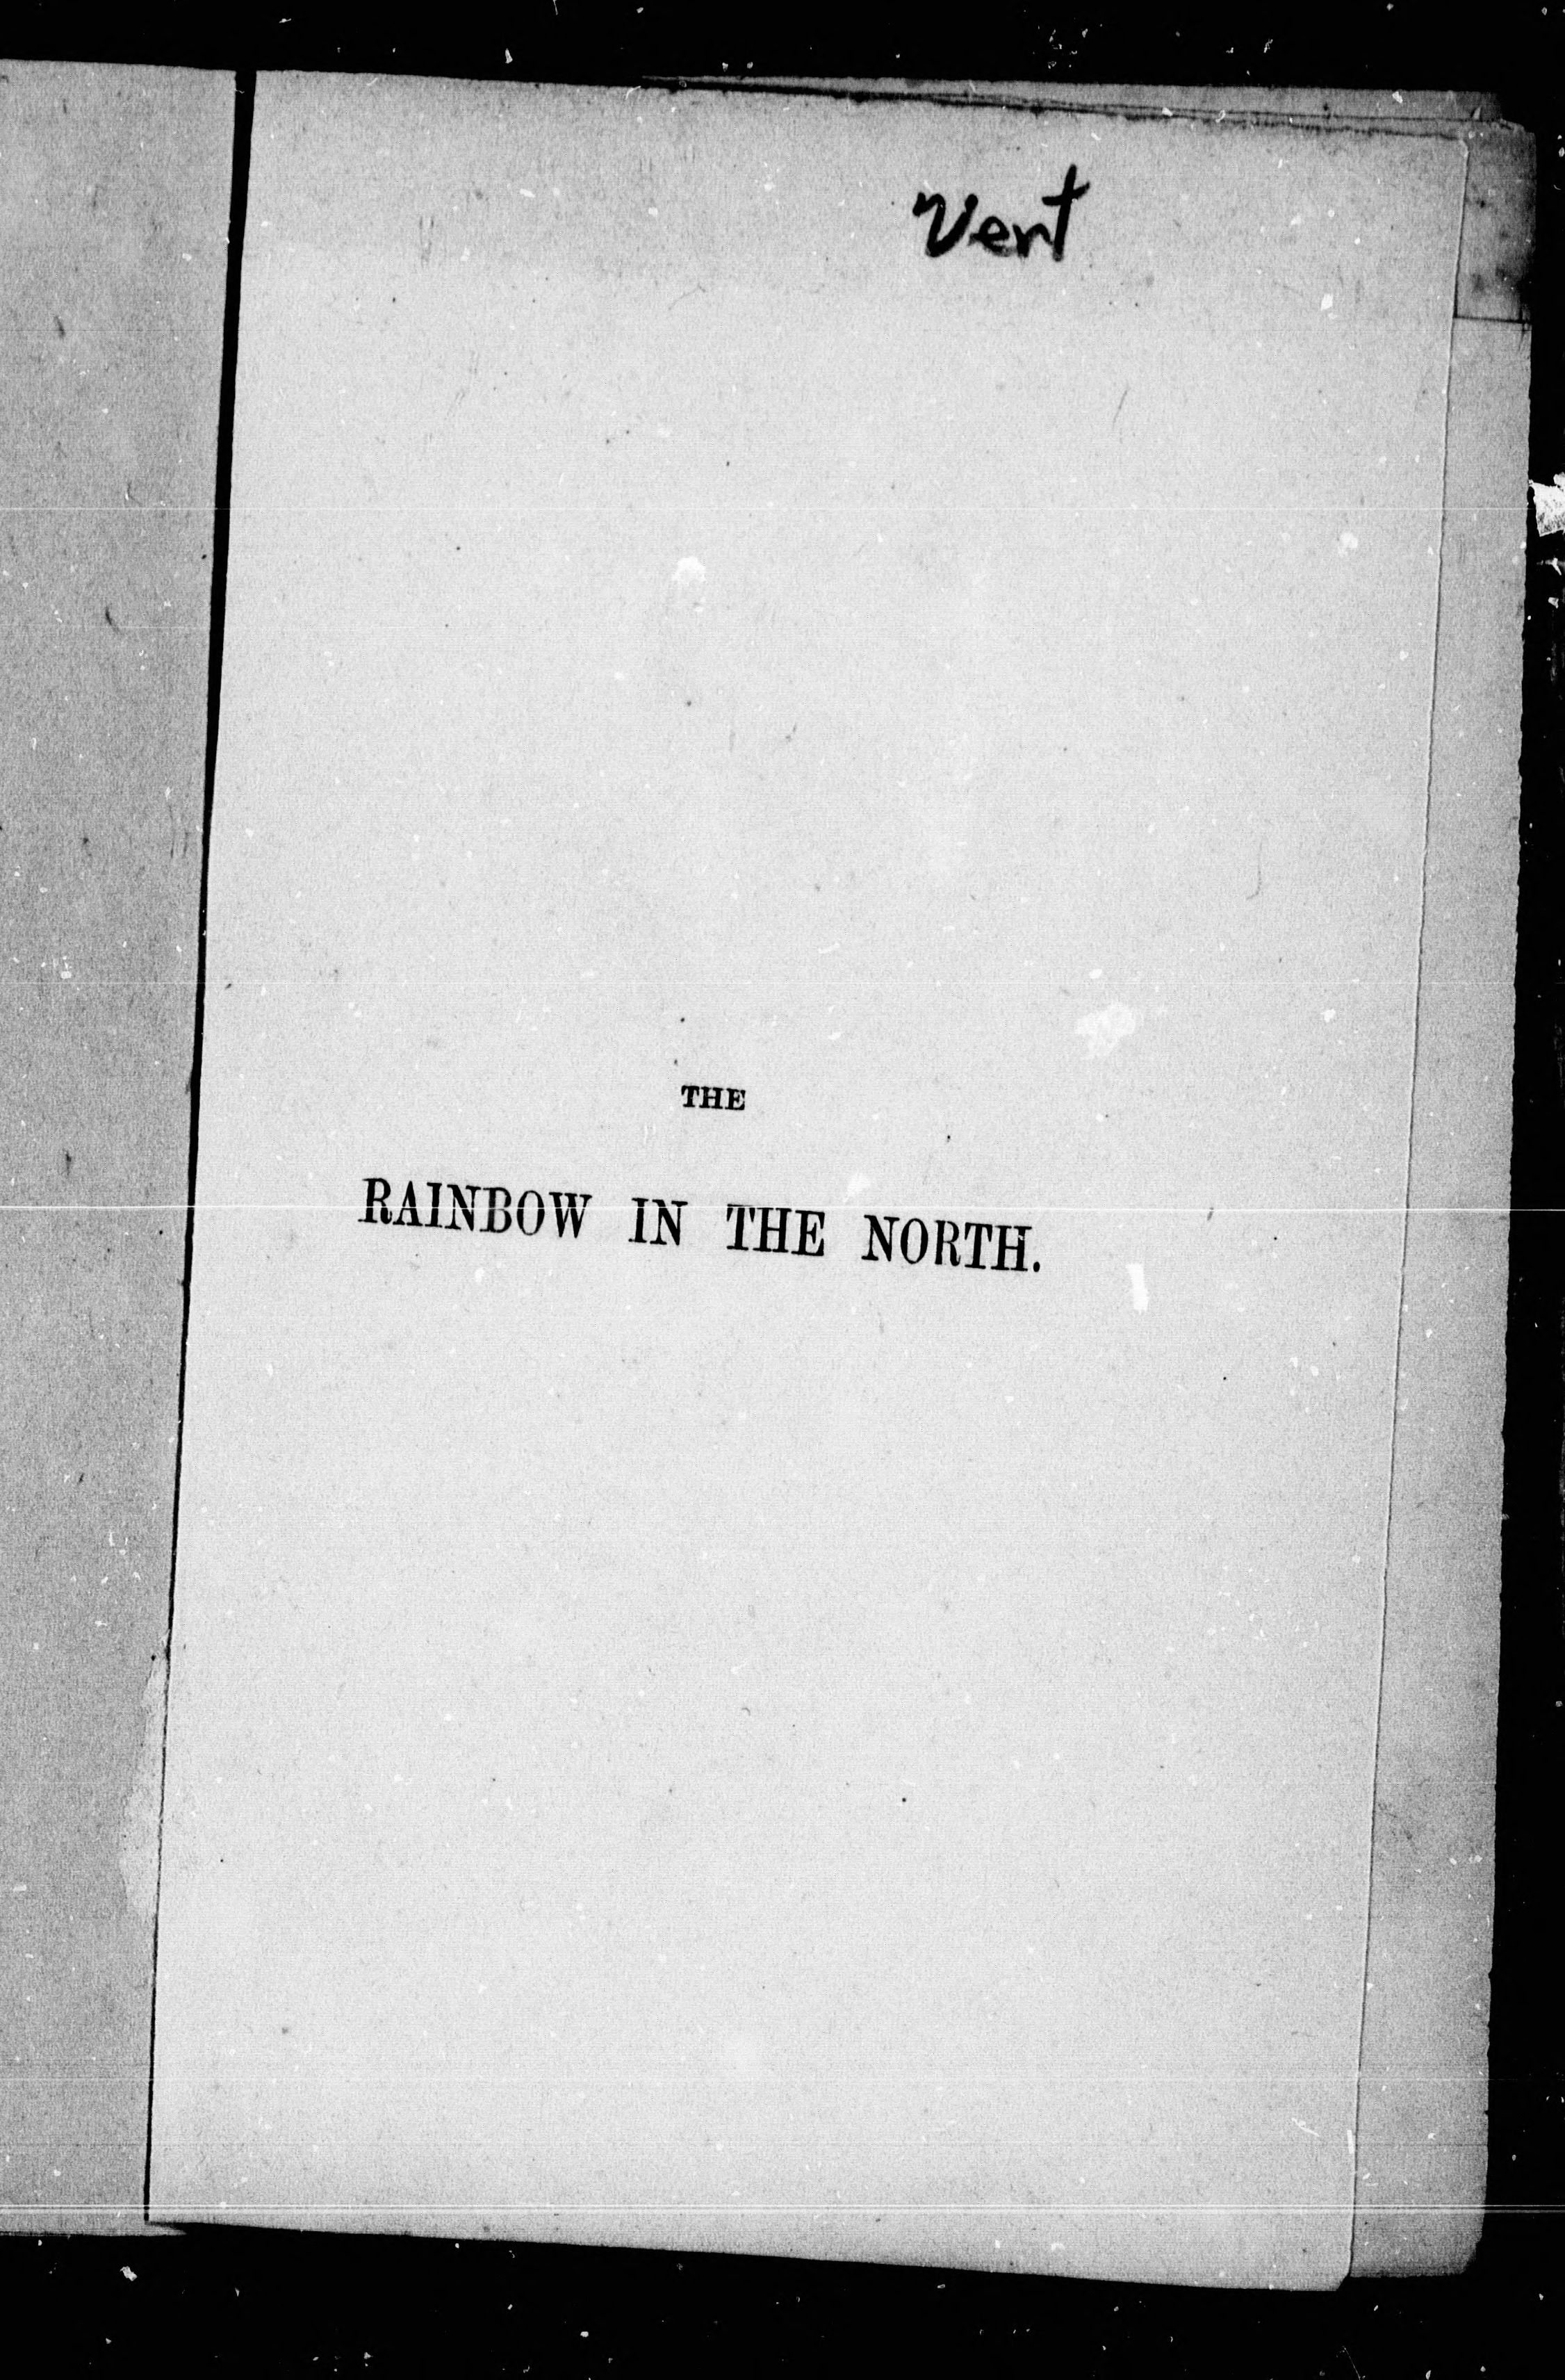 Vert
THE
RAINBOW IN THE NORTH.